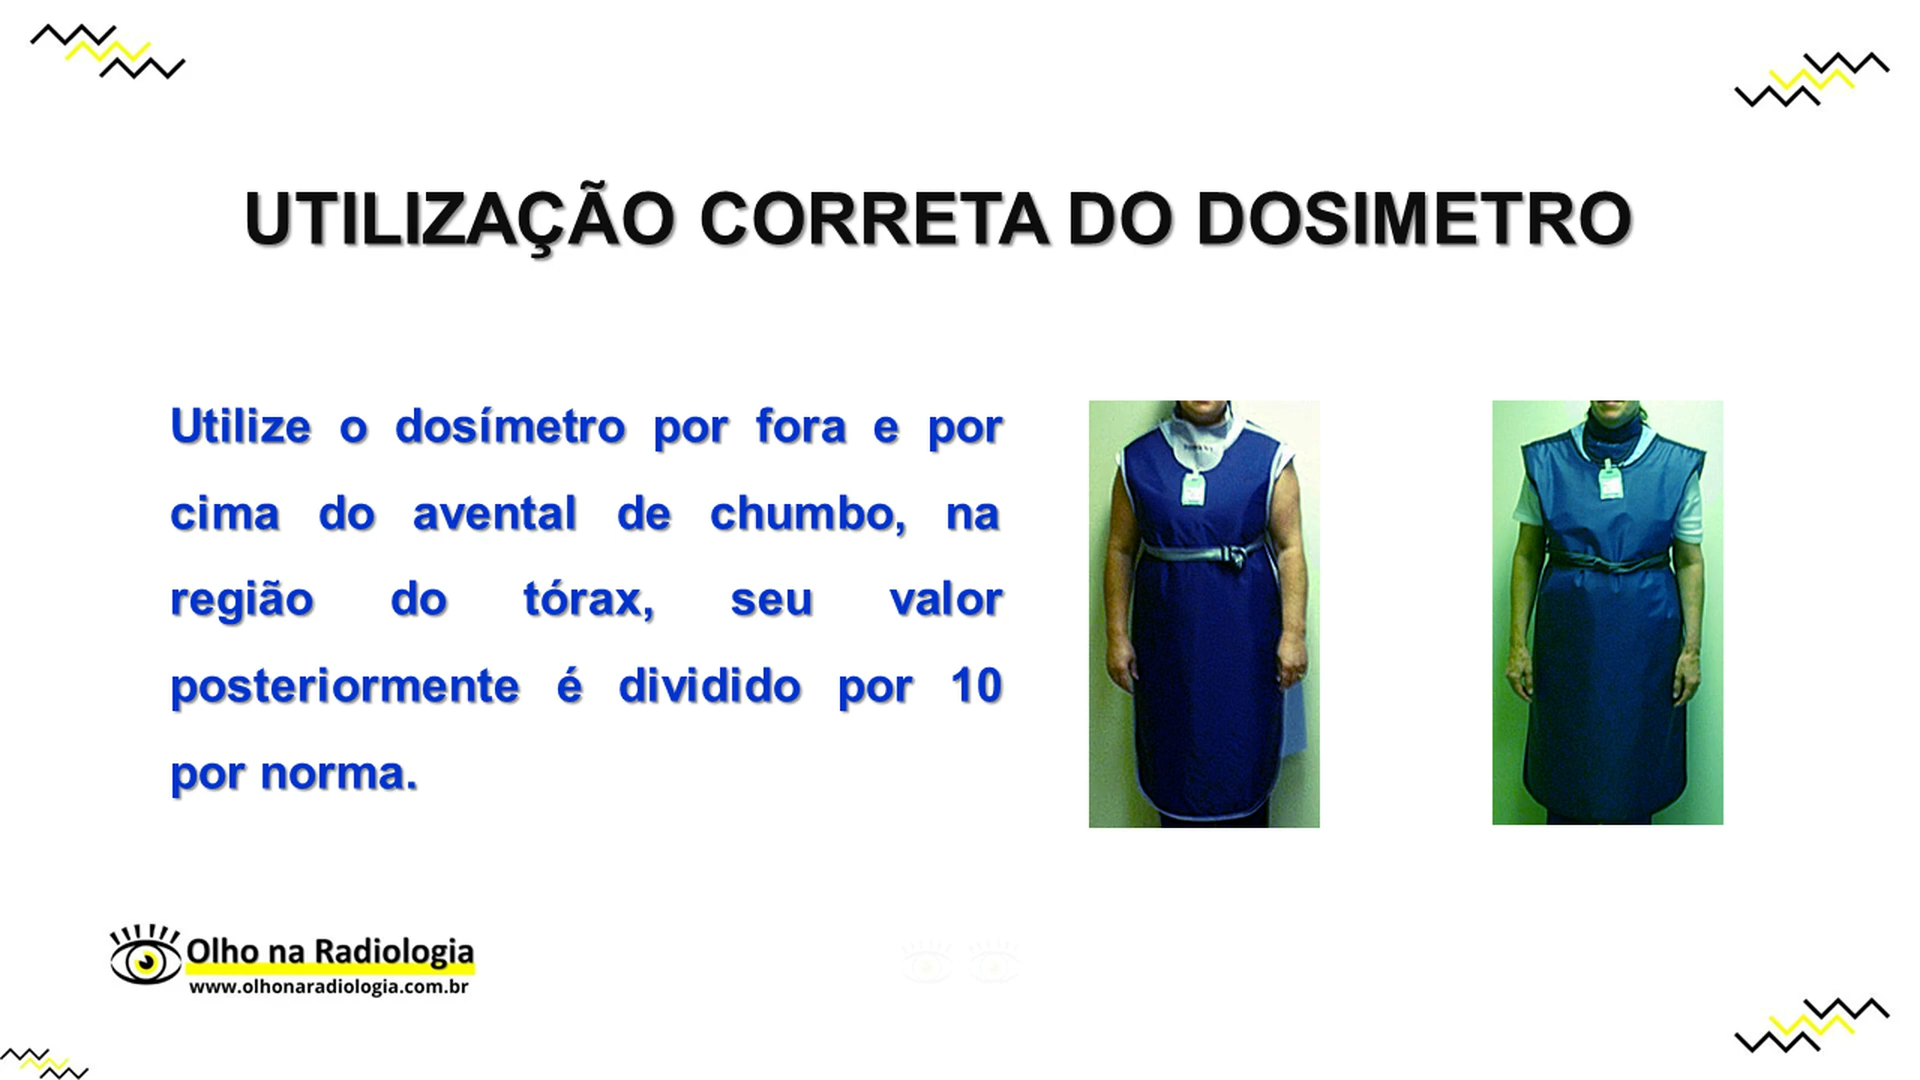 UTILIZAÇÃO CORRETA DO DOSIMETRO
Utilize o dosímetro por fora e por
cima do avental de chumbo, na
região do tórax, seu valor
posteriormente é dividido por 10
por norma.
Olho na Radiologia
www.olhonaradiologia.com.br